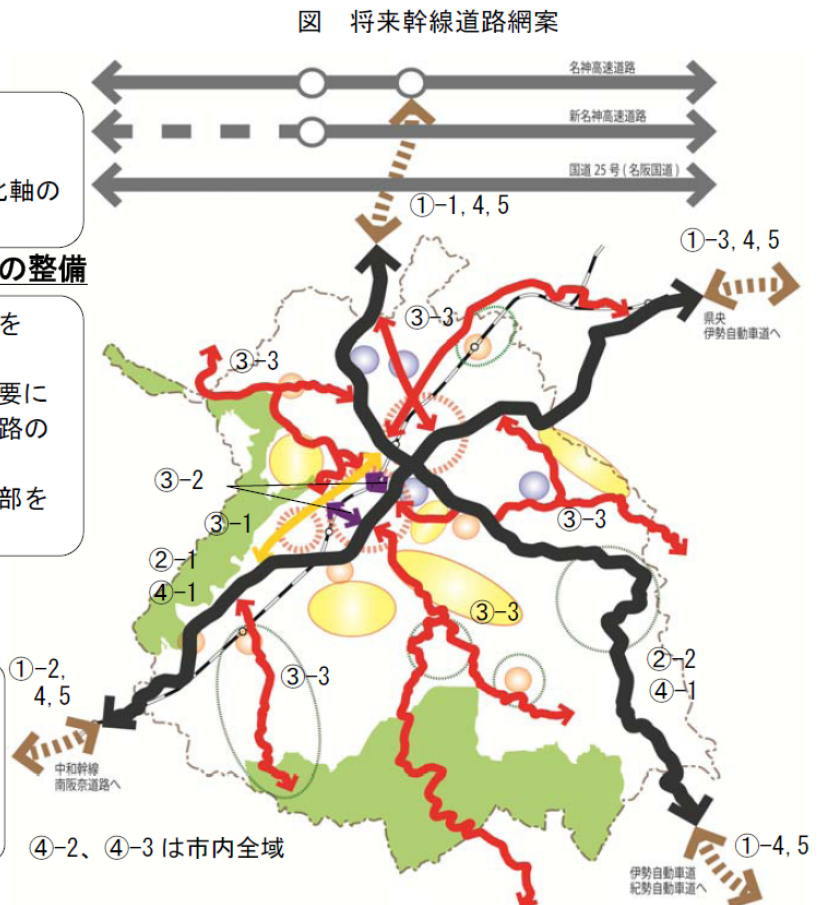 図　将来幹線道路網案
名神高速道路
新名神高速道路
国道25号(名阪国道)
軸の
①-1, 4, 5
①-3, 4, 5
の整備
県央
伊勢自動車道へ
を
③-3
③-3
要に
路の
③-2
部を
③-1
③-3
②-1
④-1
③-3
②-2
④-1
③-3
①-2,
4, 5
中和幹線
南阪奈道路へ
④-2、④-3は市内全域
①-4, 5
伊勢自動車道
紀勢自動車道へ